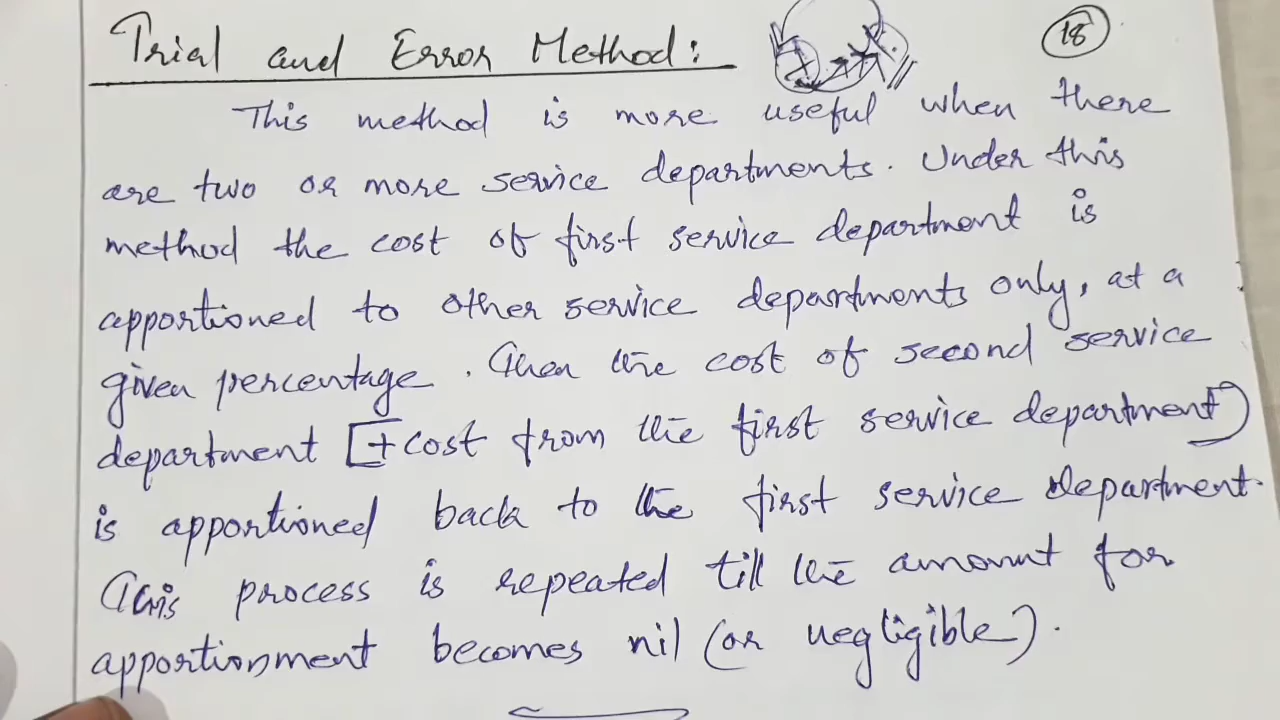 Trial and Error Method:
18
This method is more useful when there
are two or more service departments. Under this
method the cost of first service department is
apportioned to other service departments only, at a
given percentage. Then the cost of second service
department [+cost from the first service department)
is apportioned back to the first service department.
This process is repeated till the amount for
apportionment becomes nil (or negligible).